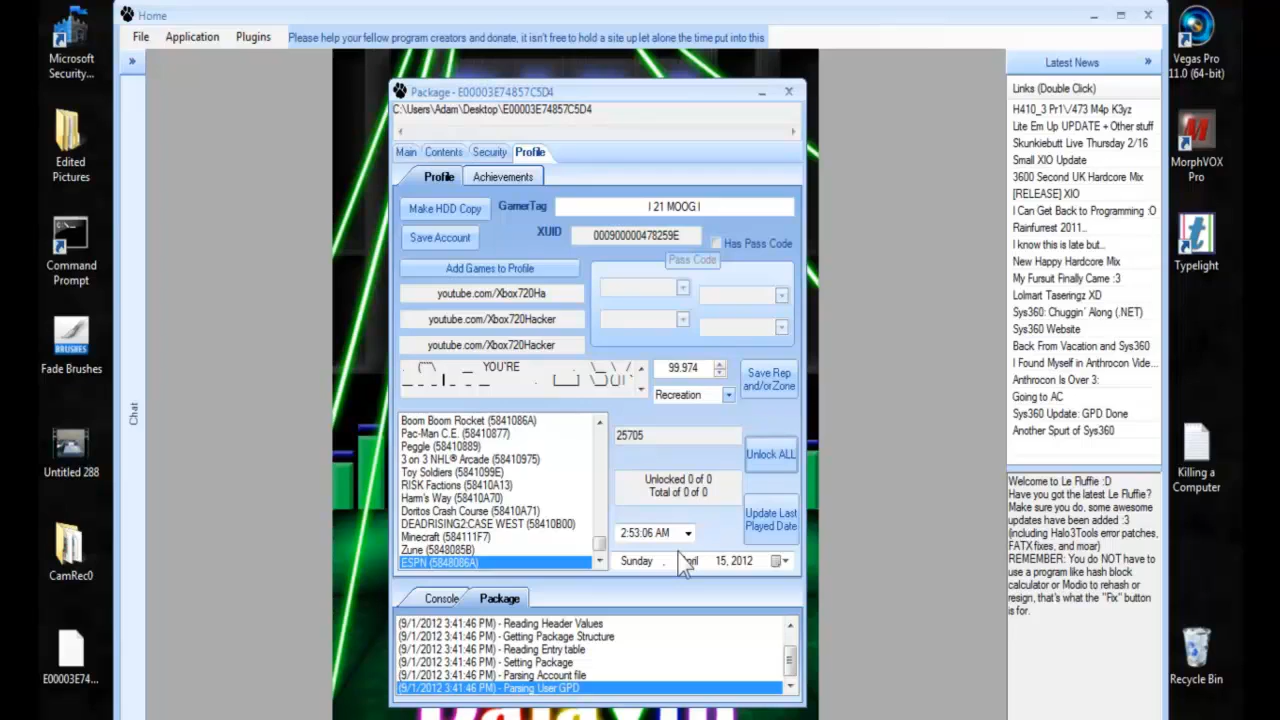 Home
File Application Plugins Please help your fellow program creators and donate, it isn't free to hold a site up let alone the time put into this
Microsoft
Security...
Edited
Pictures
Command
Prompt
BRUSHES
Fade Brushes
Untitled 288
CamRec0
E00003E74...
»
Chat
Package - E00003E74857C5D4
C:\Users\Adam\Desktop\E00003E74857C5D4
Main Contents Security Profile
Profile Achievements
Make HDD Copy GamerTag I 21 MOOG I
Save Account XUID 000900000478259E Has Pass Code
Pass Code
Add Games to Profile
youtube.com/Xbox720Ha
youtube.com/Xbox720Hacker
youtube.com/Xbox720Hacker
YOU'RE
99.974
Recreation
Save Rep
and/orZone
Boom Boom Rocket (5841086A)
Pac-Man C.E. (58410877)
Peggle (58410889)
3 on 3 NHL® Arcade (58410975)
Toy Soldiers (5841099E)
RISK Factions (58410A13)
Harm's Way (58410A70)
Doritos Crash Course (58410A71)
DEADRISING2:CASE WEST (58410B00)
Minecraft (584111F7)
Zune (5848085B)
ESPN (5848086A)
25705
Unlocked 0 of 0
Total of 0 of 0
Unlock ALL
Update Last
Played Date
2:53:06 AM
Sunday , April 15, 2012
Console Package
(9/1/2012 3:41:46 PM) - Reading Header Values
(9/1/2012 3:41:46 PM) - Getting Package Structure
(9/1/2012 3:41:46 PM) - Reading Entry table
(9/1/2012 3:41:46 PM) - Setting Package
(9/1/2012 3:41:46 PM) - Parsing Account file
(9/1/2012 3:41:46 PM) - Parsing User GPD
Latest News »
Links (Double Click)
H410_3 Pr1\/473 M4p K3yz
Lite Em Up UPDATE + Other stuff
Skunkiebutt Live Thursday 2/16
Small XIO Update
3600 Second UK Hardcore Mix
[RELEASE] XIO
I Can Get Back to Programming :O
Rainfurrest 2011...
I know this is late but...
New Happy Hardcore Mix
My Fursuit Finally Came :3
Lolmart Taseringz XD
Sys360: Chuggin' Along (.NET)
Sys360 Website
Back From Vacation and Sys360
I Found Myself in Anthrocon Vide...
Anthrocon Is Over 3:
Going to AC
Sys360 Update: GPD Done
Another Spurt of Sys360
Welcome to Le Fluffie :D
Have you got the latest Le Fluffie?
Make sure you do, some awesome
updates have been added :3
(including Halo3Tools error patches,
FATX fixes, and moar)
REMEMBER: You do NOT have to
use a program like hash block
calculator or Modio to rehash or
resign, that's what the "Fix" button
is for.
Vegas Pro
11.0 (64-bit)
MorphVOX
Pro
Typelight
Killing a
Computer
Recycle Bin